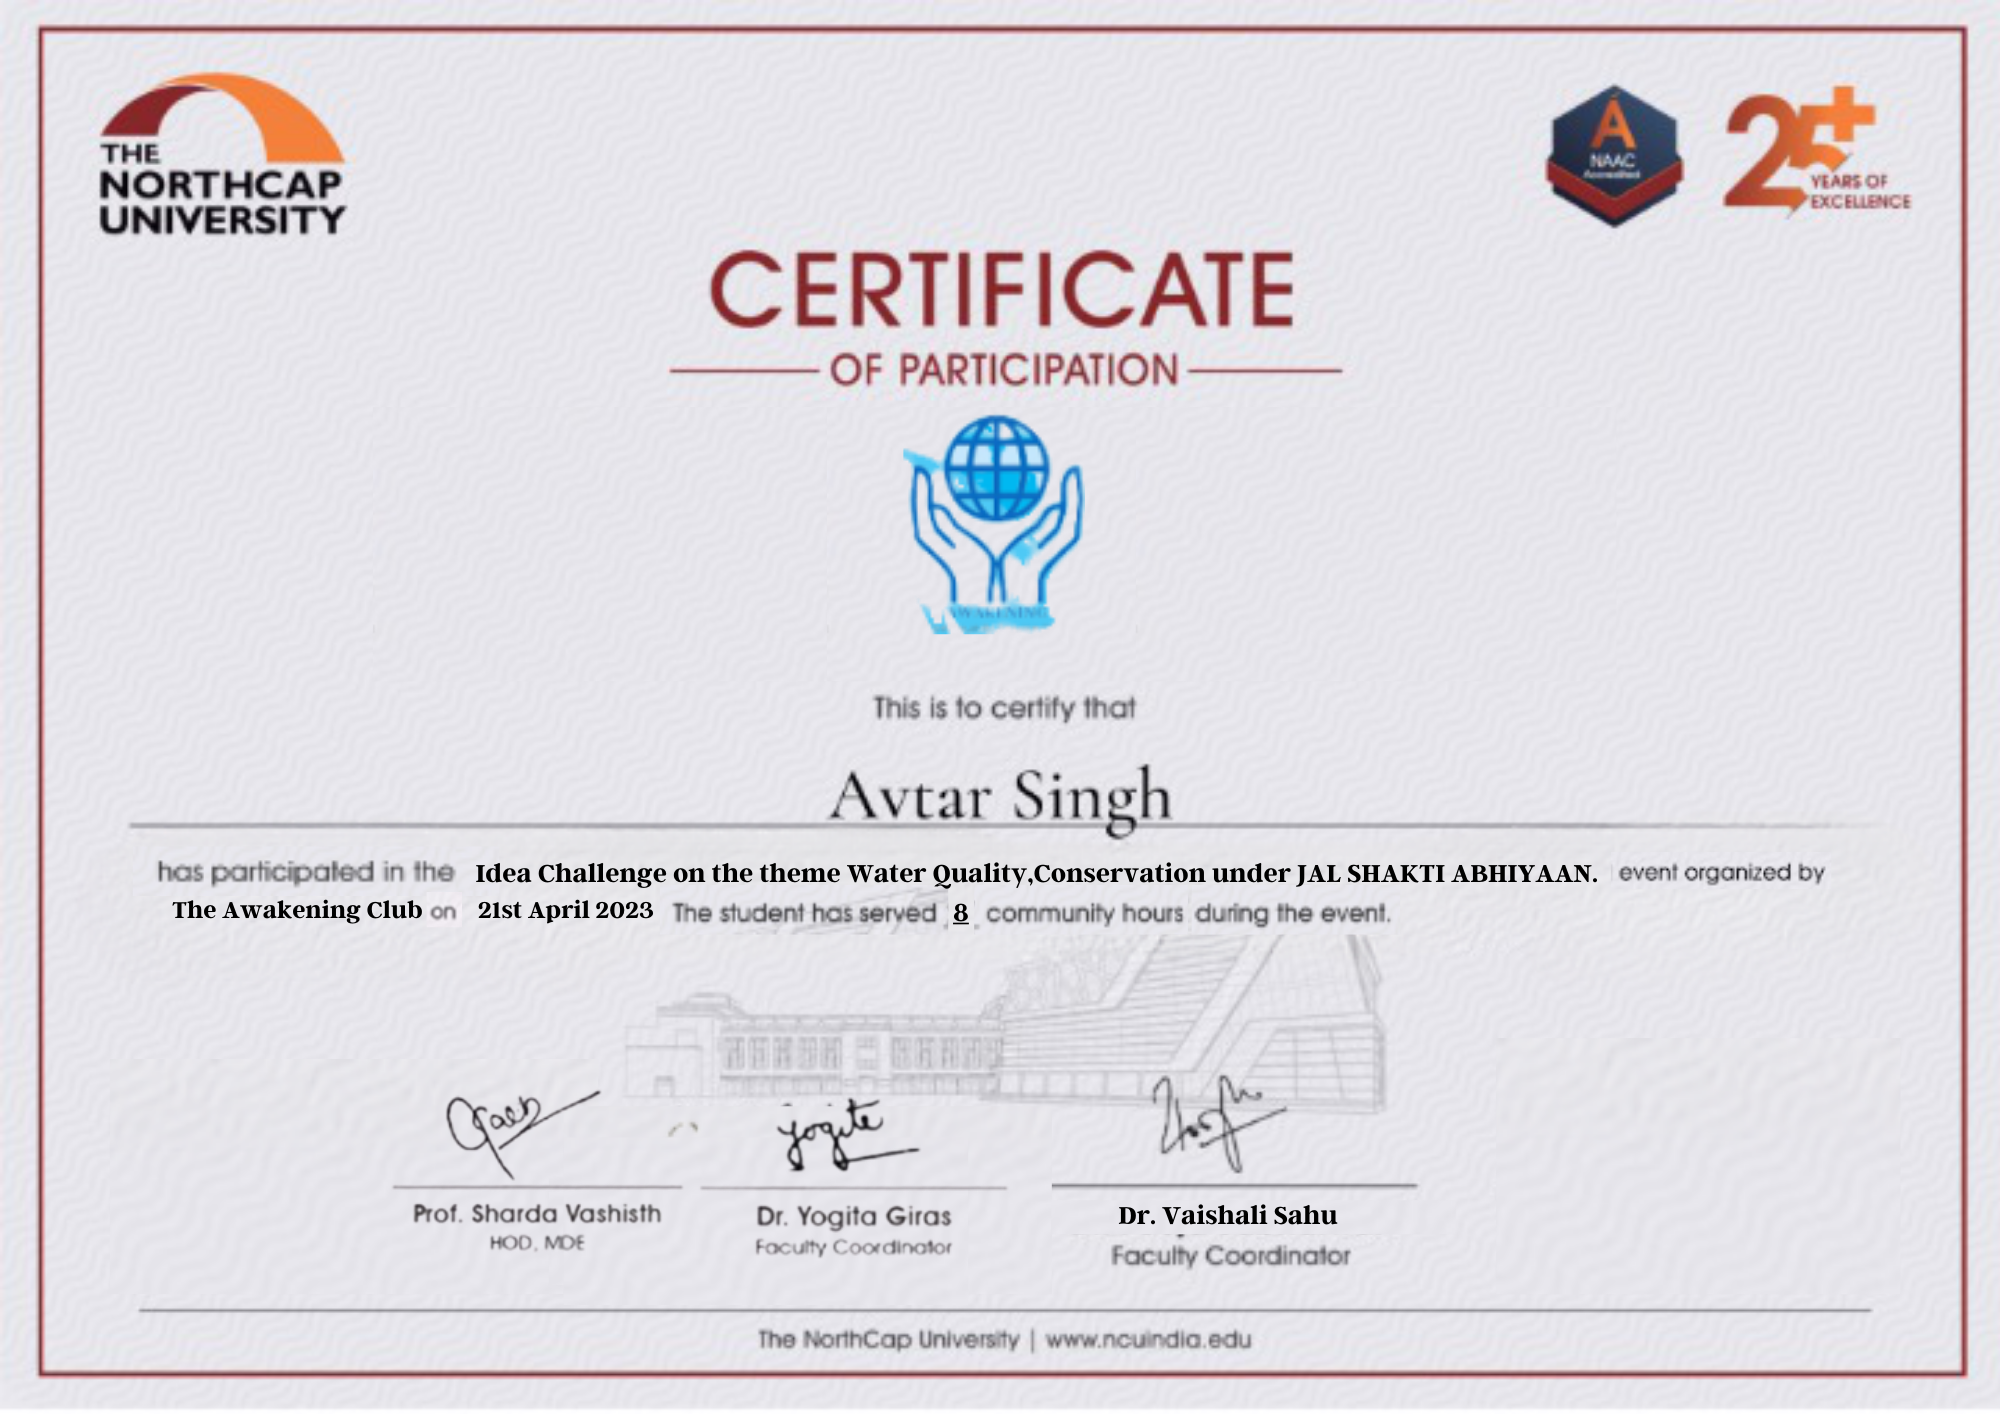 THE
NORTHCAP
UNIVERSITY
A
NAAC
Accredited
25+
YEARS OF
EXCELLENCE
CERTIFICATE
OF PARTICIPATION
AWAKENING
This is to certify that
Avtar Singh
has participated in the Idea Challenge on the theme Water Quality,Conservation under JAL SHAKTI ABHIYAAN. event organized by
The Awakening Club on 21st April 2023 The student has served 8 community hours during the event.
Yogita
Prof. Sharda Vashisth
HOD, MDE
Dr. Yogita Giras
Faculty Coordinator
Dr. Vaishali Sahu
Faculty Coordinator
The NorthCap University | www.ncuindia.edu